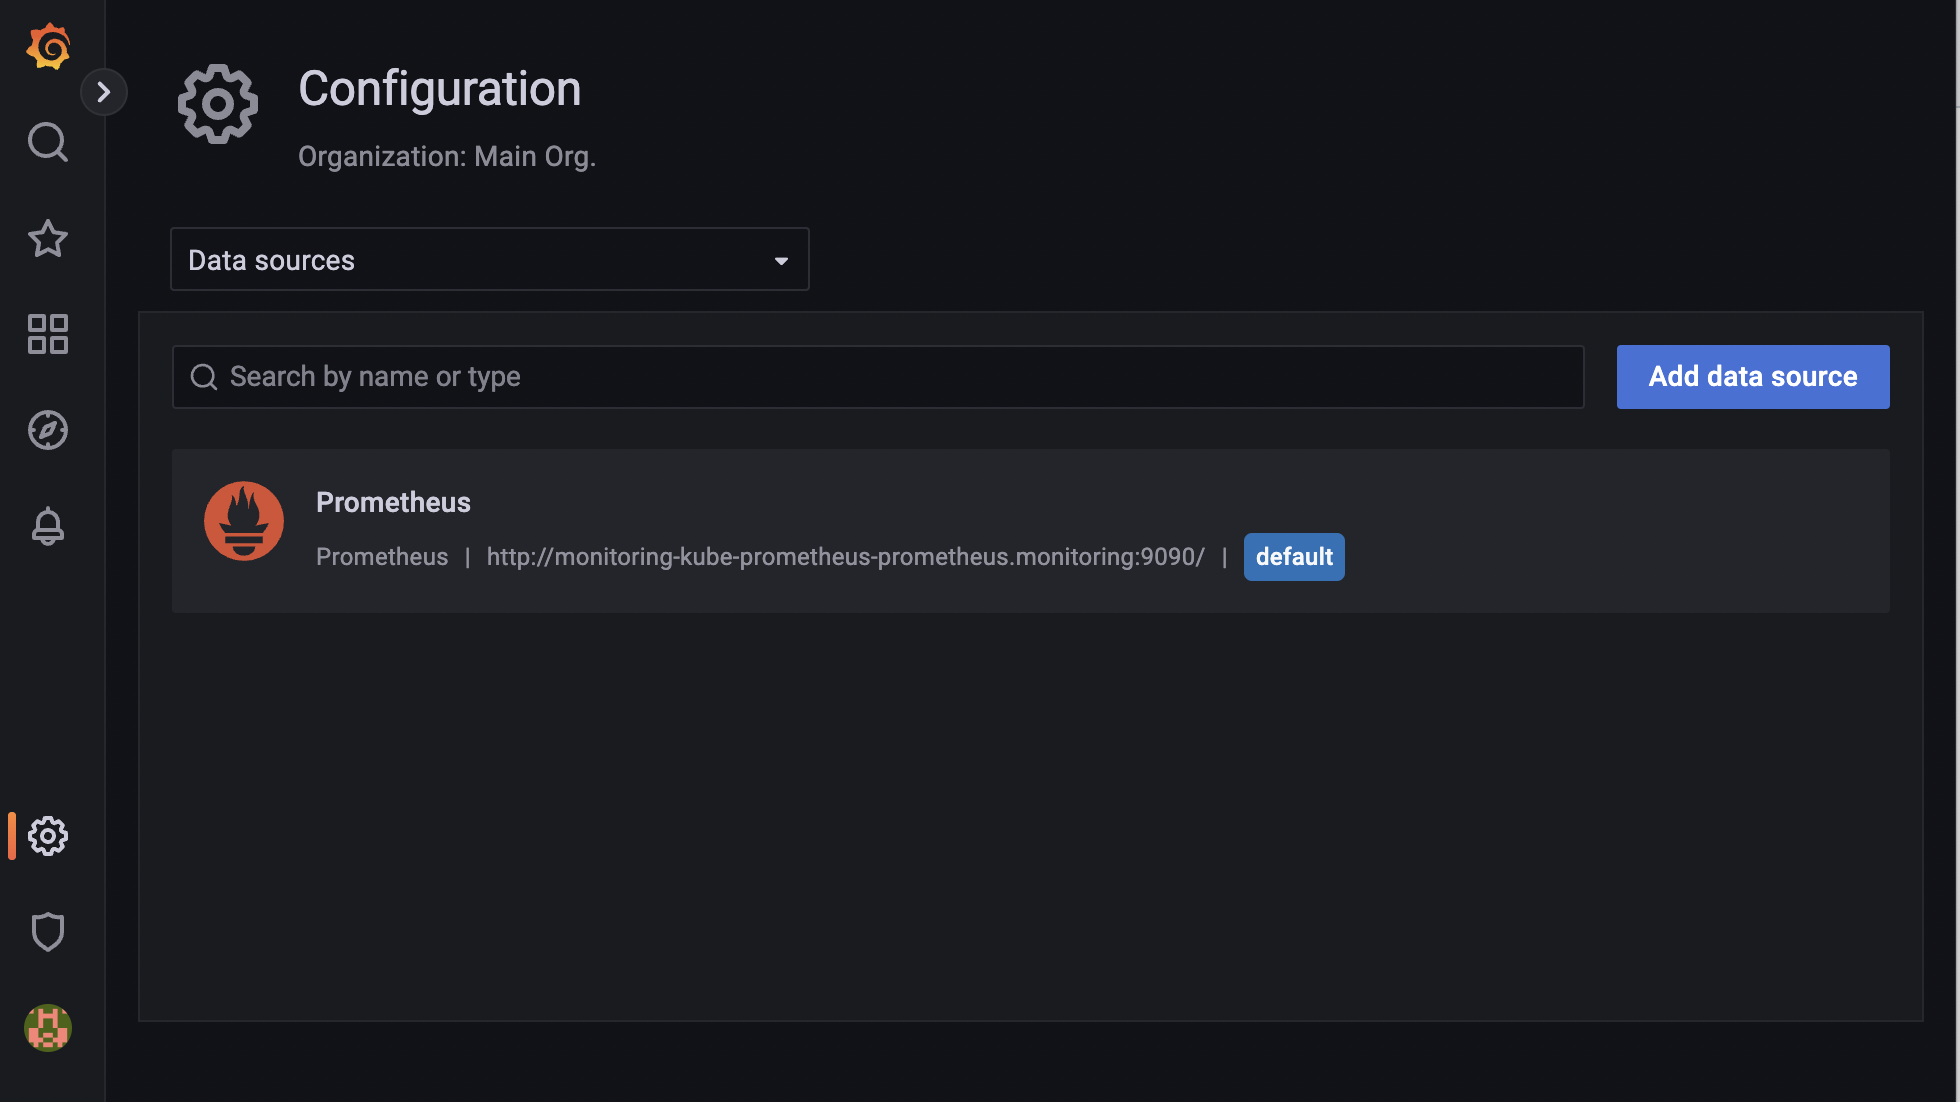 Configuration
Organization: Main Org.
Data sources
Search by name or type
Add data source
Prometheus
Prometheus | http://monitoring-kube-prometheus-prometheus.monitoring:9090/ | default